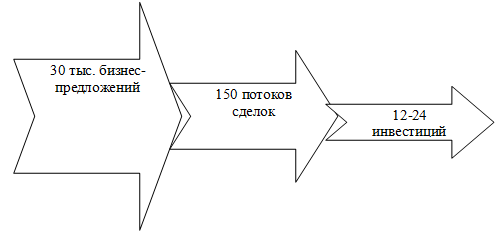 30 тыс. бизнес-
предложений
150 потоков
сделок
12-24
инвестиций